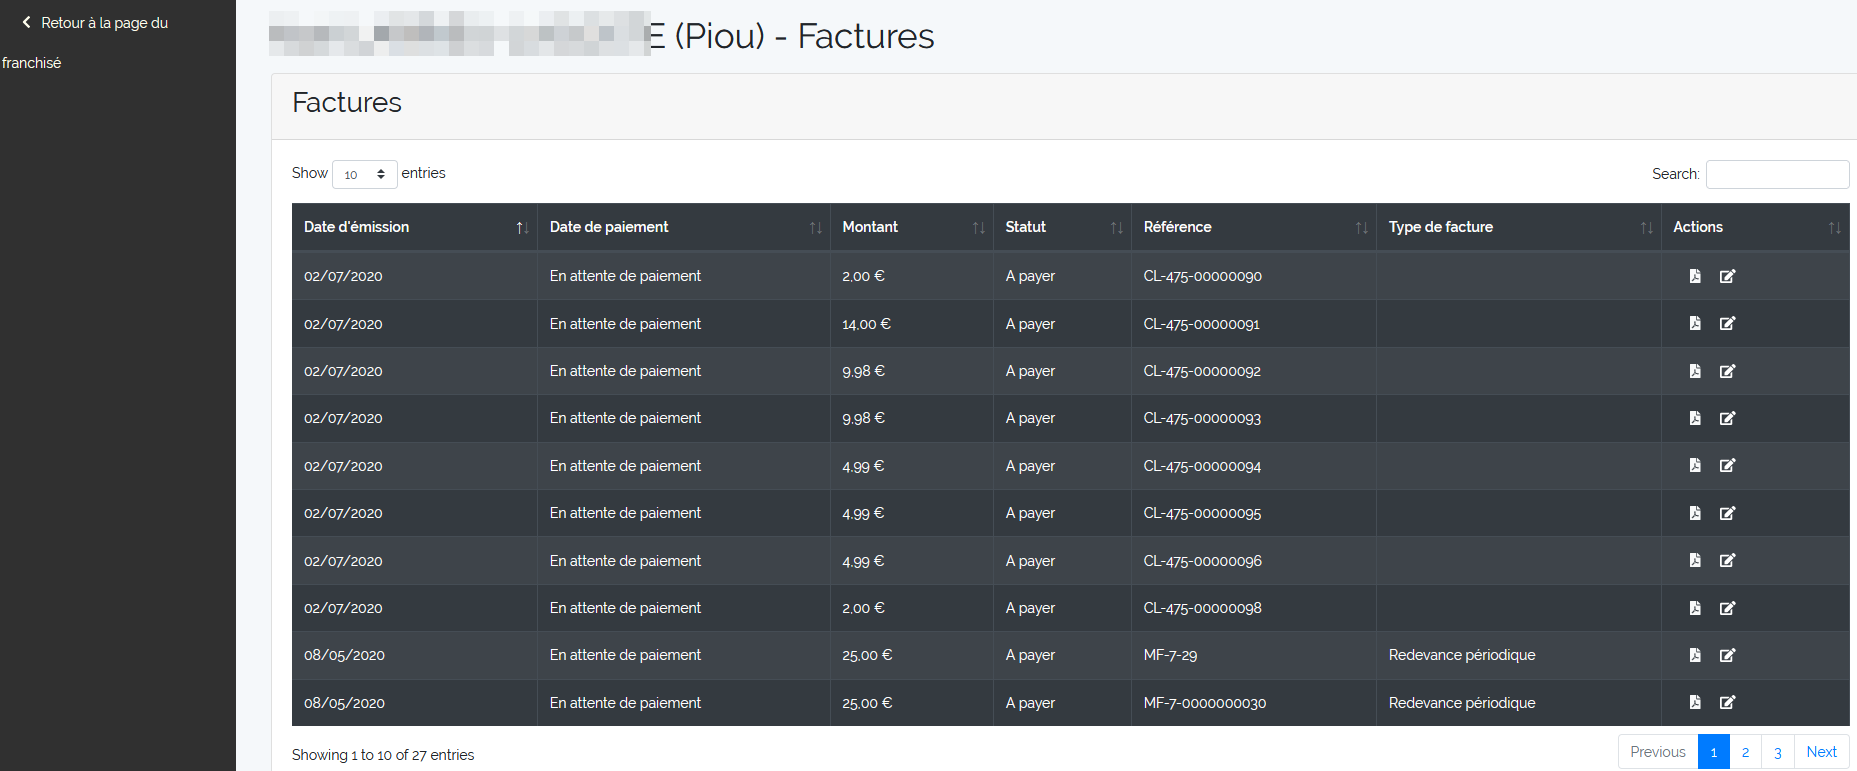 Retour à la page du
franchisé
E (Piou) - Factures
Factures
Show 10 entries
Search:
Date d'émission Date de paiement Montant Statut Référence Type de facture Actions
02/07/2020 En attente de paiement 2,00 € A payer CL-475-00000090
02/07/2020 En attente de paiement 14,00 € A payer CL-475-00000091
02/07/2020 En attente de paiement 9,98 € A payer CL-475-00000092
02/07/2020 En attente de paiement 9,98 € A payer CL-475-00000093
02/07/2020 En attente de paiement 4,99 € A payer CL-475-00000094
02/07/2020 En attente de paiement 4,99 € A payer CL-475-00000095
02/07/2020 En attente de paiement 4,99 € A payer CL-475-00000096
02/07/2020 En attente de paiement 2,00 € A payer CL-475-00000098
08/05/2020 En attente de paiement 25,00 € A payer MF-7-29 Redevance périodique
08/05/2020 En attente de paiement 25,00 € A payer MF-7-0000000030 Redevance périodique
Showing 1 to 10 of 27 entries
Previous 1 2 3 Next